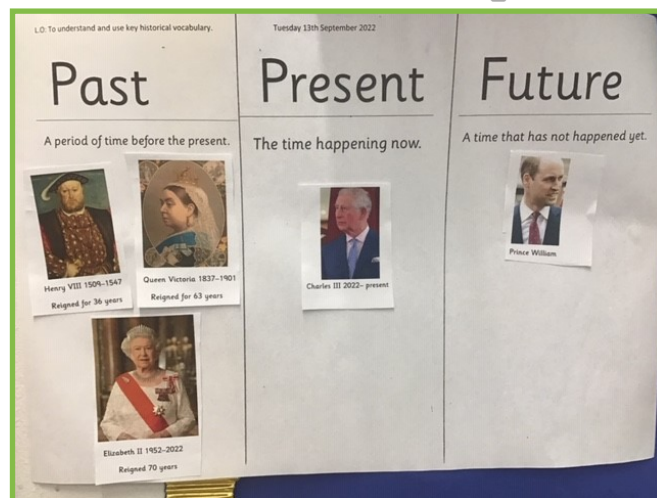 L.O. To understand and use key historical vocabulary.
Tuesday 13th September 2022
Past
Present
Future
A period of time before the present.
The time happening now.
A time that has not happened yet.
Henry VIII 1509-1547
Reigned for 36 years
Queen Victoria 1837-1901
Reigned for 63 years
Elizabeth II 1952-2022
Reigned 70 years
Charles III 2022- present
Prince William